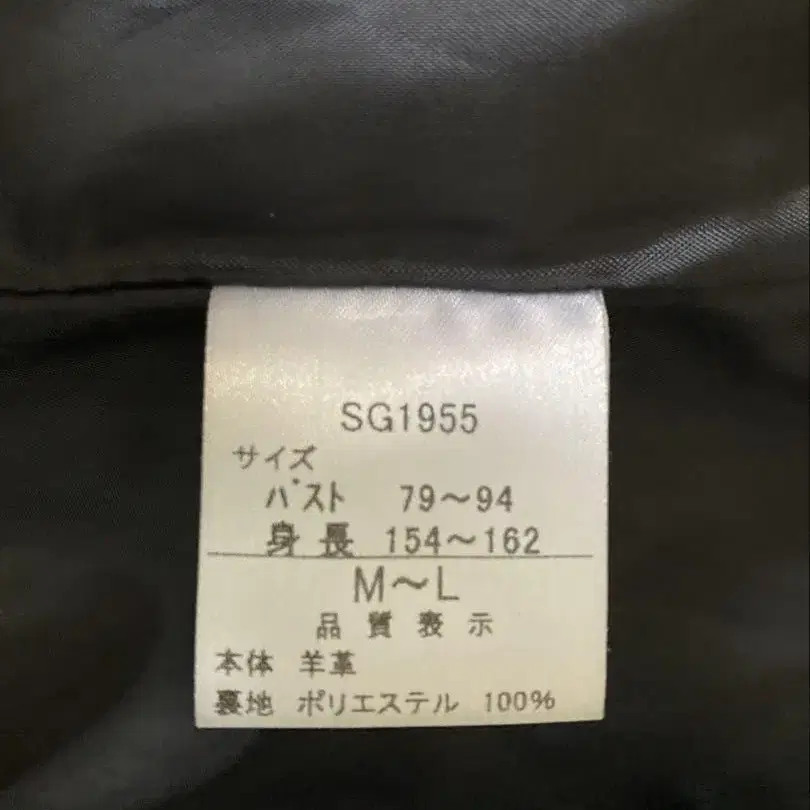 SG1955
サイズ
バスト 79～94
身長 154～162
M～L
品質表示
本体 羊革
裏地 ポリエステル 100%